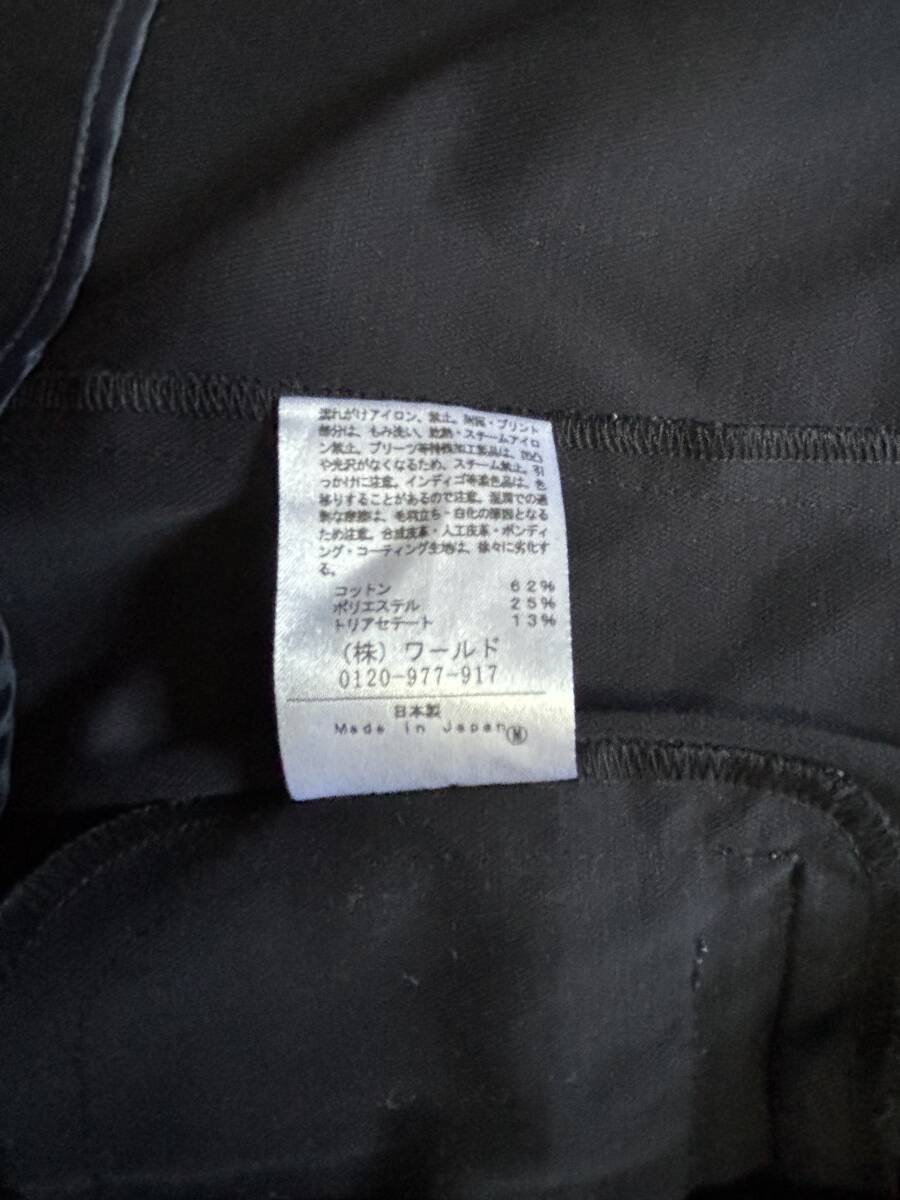 濡れがけアイロン、禁止。刺繍・プリント
部分は、もみ洗い、乾熱・スチームアイロ
ン禁止。プリーツ等特殊加工製品は、凹凸
や光沢がなくなるため、スチーム禁止。引
っかけに注意。インディゴ等濃色品は、色
移りすることがあるので注意。湿潤での過
激な摩擦は、毛羽立ち・白化の原因となる
ため注意。合成皮革・人工皮革・ボンディ
ング・コーティング生地は、徐々に劣化す
る。
コットン 62%
ポリエステル 25%
トリアセテート 13%
(株)ワールド
0120-977-917
日本製
Made in Japan Ⓜ